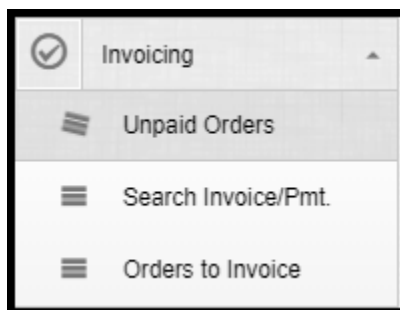 Invoicing
Unpaid Orders
Search Invoice/Pmt.
Orders to Invoice